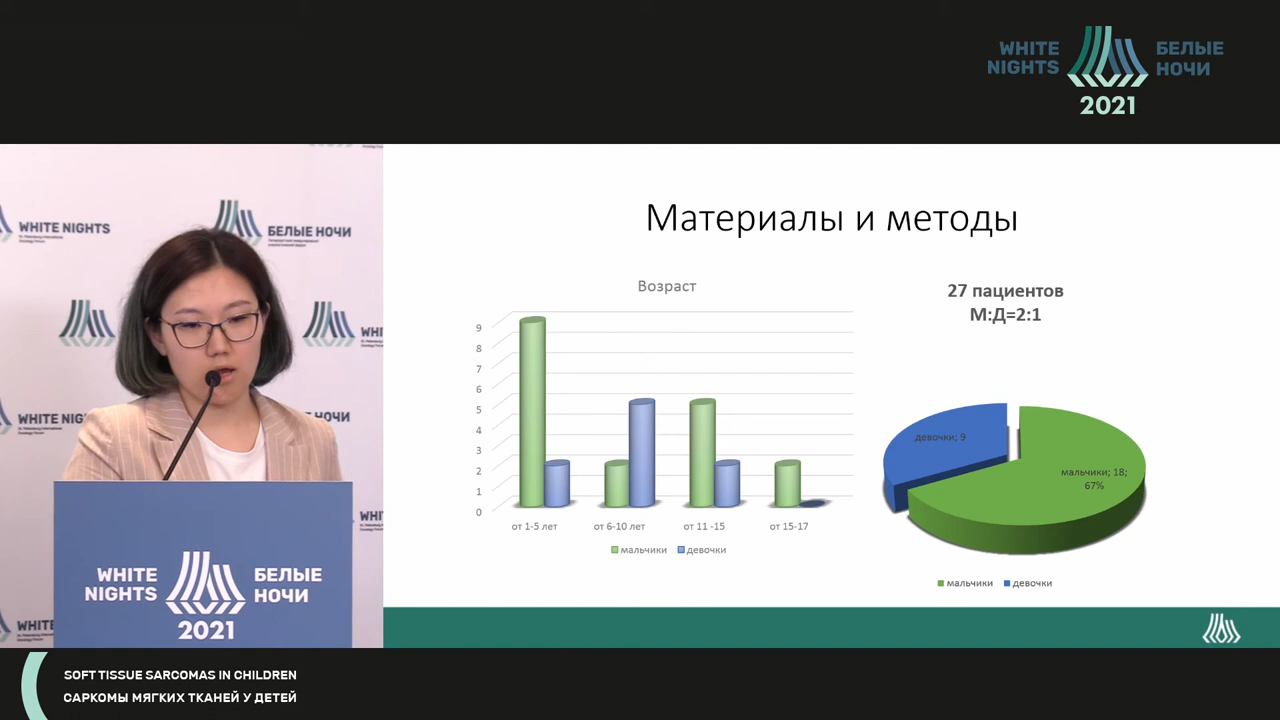 WHITE
NIGHTS
БЕЛЫЕ
НОЧИ
2021
WHITE NIGHTS
БЕЛЫЕ НОЧИ
WHITE NIGHTS
БЕЛЫЕ НОЧИ
WHITE
NIGHTS
БЕЛЫЕ
НОЧИ
2021
Материалы и методы
Возраст
9
8
7
6
5
4
3
2
1
0
от 1-5 лет
от 6-10 лет
от 11 -15
от 15-17
мальчики
девочки
27 пациентов
М:Д=2:1
девочки; 9
мальчики; 18;
67%
мальчики
девочки
SOFT TISSUE SARCOMAS IN CHILDREN
САРКОМЫ МЯГКИХ ТКАНЕЙ У ДЕТЕЙ